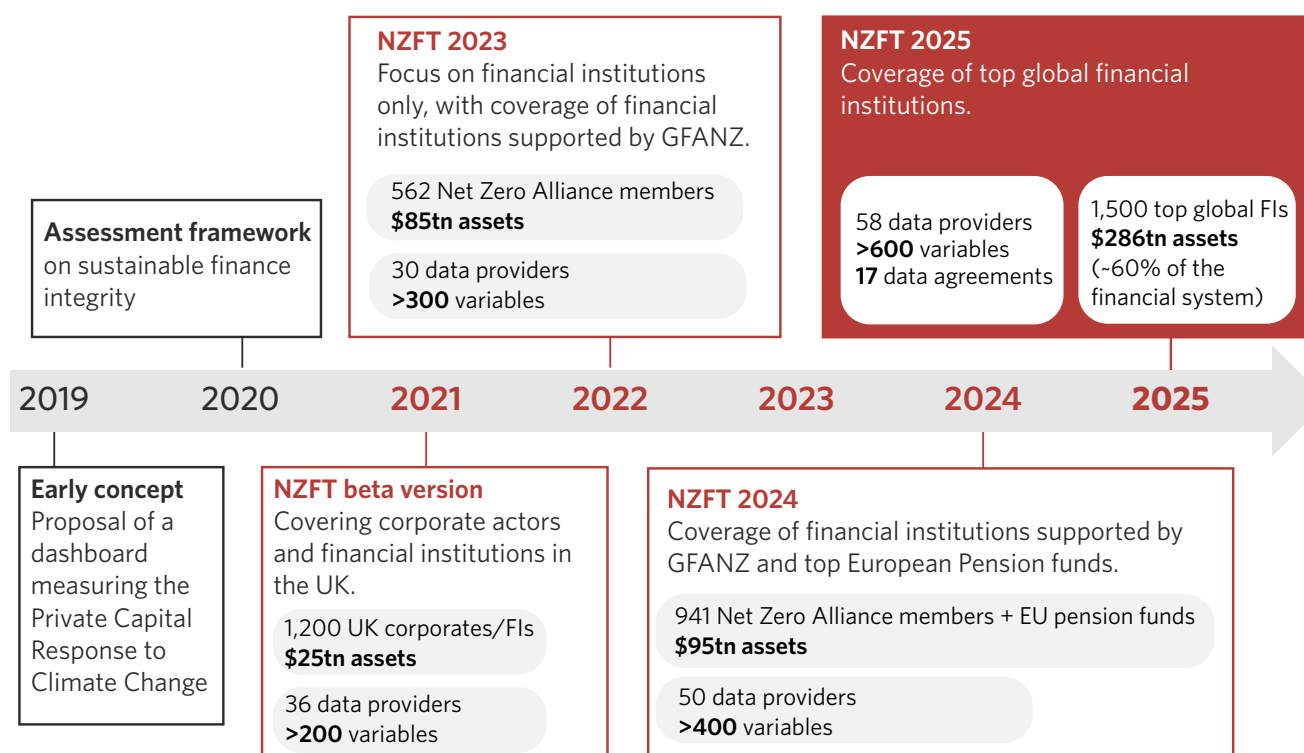 NZFT 2023
Focus on financial institutions
only, with coverage of financial
institutions supported by GFANZ.
562 Net Zero Alliance members
$85tn assets
30 data providers
>300 variables
NZFT 2025
Coverage of top global financial
institutions.
58 data providers
>600 variables
17 data agreements
1,500 top global FIs
$286tn assets
(~60% of the
financial system)
Assessment framework
on sustainable finance
integrity
2019
2020
2021
2022
2023
2024
2025
Early concept
Proposal of a
dashboard
measuring the
Private Capital
Response to
Climate Change
NZFT beta version
Covering corporate actors
and financial institutions in
the UK.
1,200 UK corporates/FIs
$25tn assets
36 data providers
>200 variables
NZFT 2024
Coverage of financial institutions supported by
GFANZ and top European Pension funds.
941 Net Zero Alliance members + EU pension funds
$95tn assets
50 data providers
>400 variables